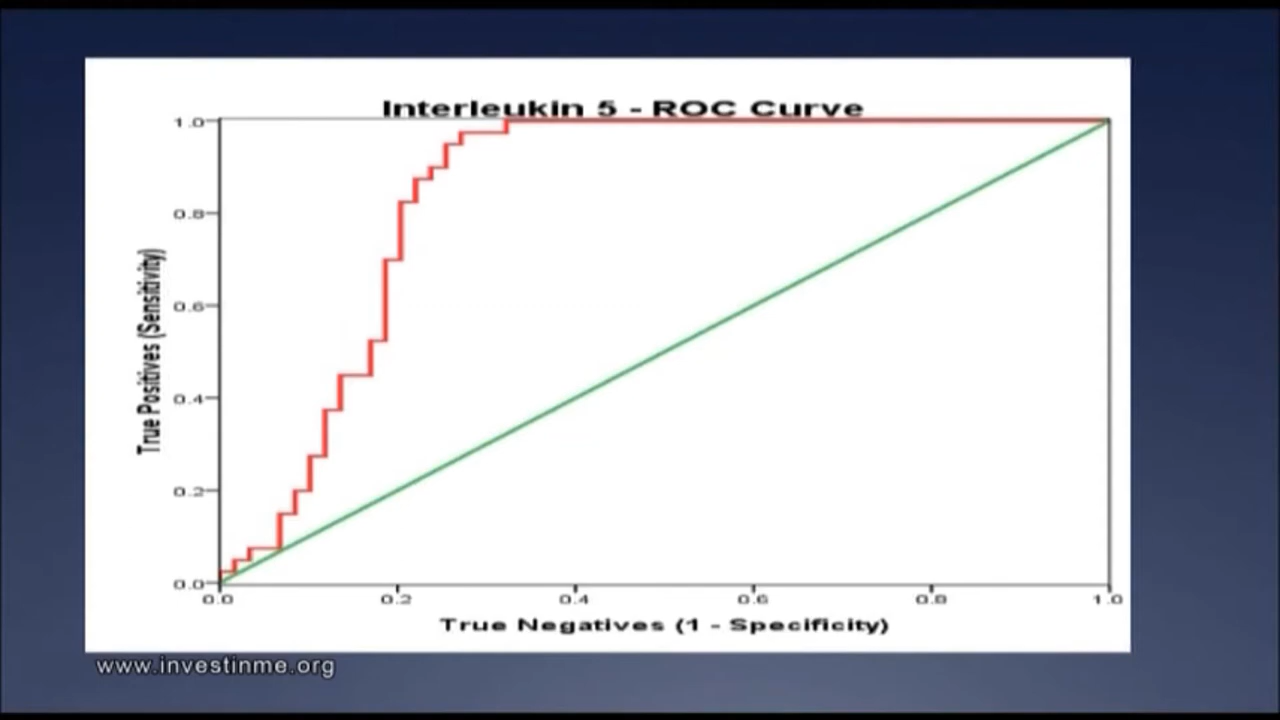 Interleukin 5 - ROC Curve
1.0
0.8
0.6
0.4
0.2
0.0
True Positives (Sensitivity)
0.0 0.2 0.4 0.6 0.8 1.0
True Negatives (1 - Specificity)
www.investinme.org